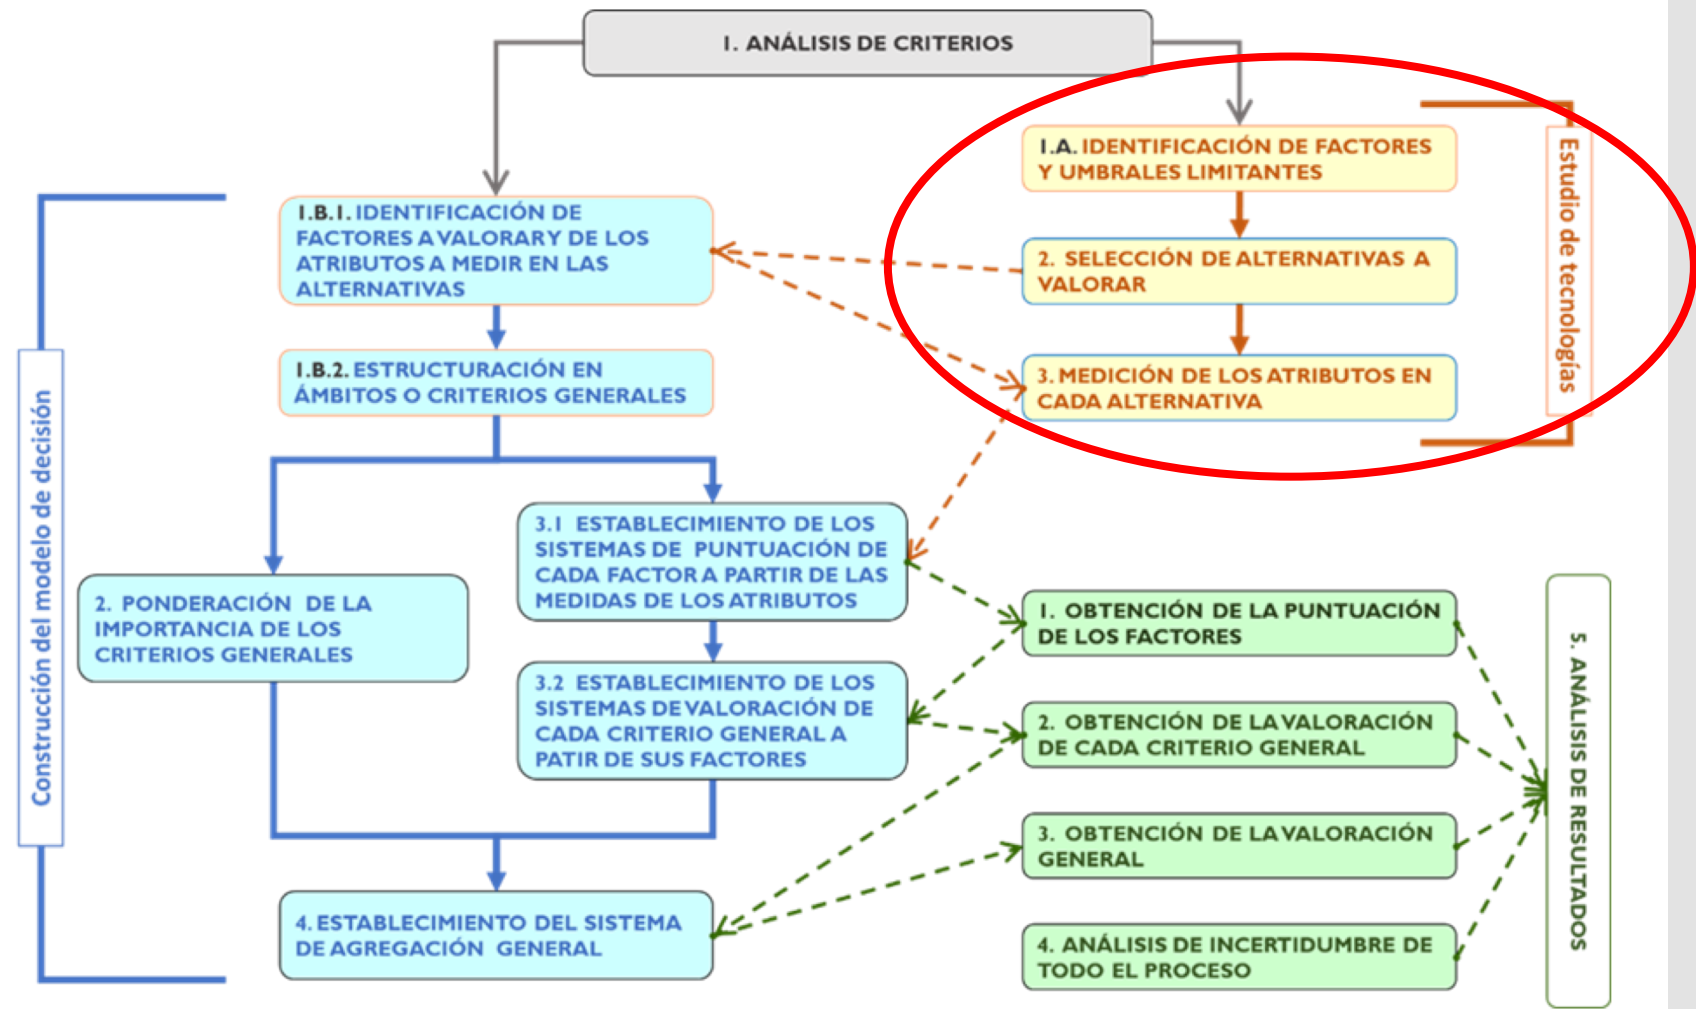 1. ANÁLISIS DE CRITERIOS
1.A. IDENTIFICACIÓN DE FACTORES
Y UMBRALES LIMITANTES
2. SELECCIÓN DE ALTERNATIVAS A
VALORAR
3. MEDICIÓN DE LOS ATRIBUTOS EN
CADA ALTERNATIVA
Estudio de tecnologías
1.B.1. IDENTIFICACIÓN DE
FACTORES A VALORAR Y DE LOS
ATRIBUTOS A MEDIR EN LAS
ALTERNATIVAS
1.B.2. ESTRUCTURACIÓN EN
ÁMBITOS O CRITERIOS GENERALES
Construcción del modelo de decisión
2. PONDERACIÓN DE LA
IMPORTANCIA DE LOS
CRITERIOS GENERALES
3.1 ESTABLECIMIENTO DE LOS
SISTEMAS DE PUNTUACIÓN DE
CADA FACTOR A PARTIR DE LAS
MEDIDAS DE LOS ATRIBUTOS
3.2 ESTABLECIMIENTO DE LOS
SISTEMAS DE VALORACIÓN DE
CADA CRITERIO GENERAL A
PATIR DE SUS FACTORES
4. ESTABLECIMIENTO DEL SISTEMA
DE AGREGACIÓN GENERAL
1. OBTENCIÓN DE LA PUNTUACIÓN
DE LOS FACTORES
2. OBTENCIÓN DE LA VALORACIÓN
DE CADA CRITERIO GENERAL
3. OBTENCIÓN DE LA VALORACIÓN
GENERAL
4. ANÁLISIS DE INCERTIDUMBRE DE
TODO EL PROCESO
5. ANÁLISIS DE RESULTADOS